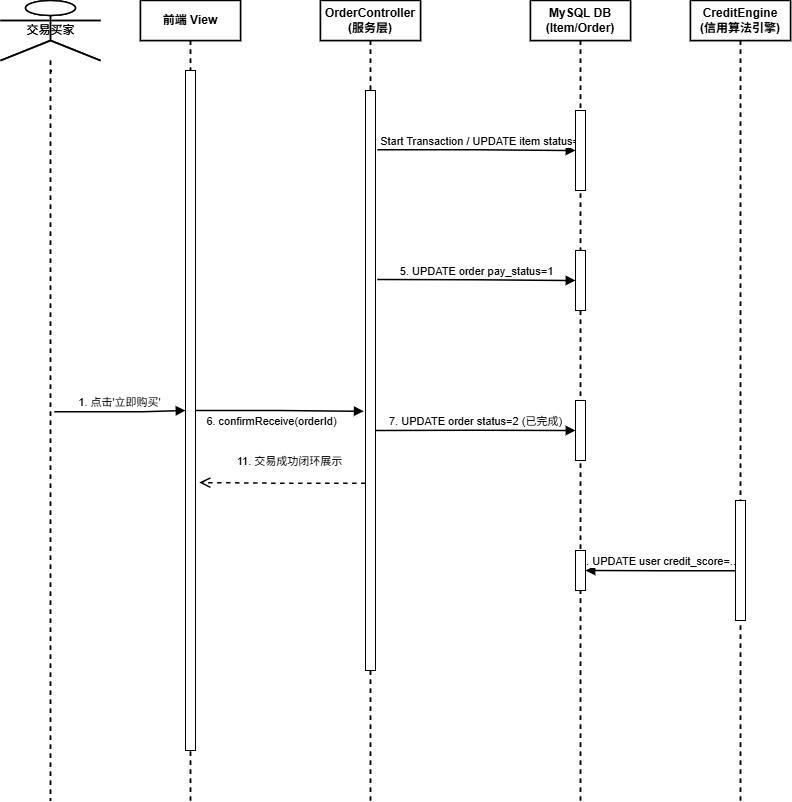 交易买家
前端 View
OrderController
(服务层)
MySQL DB
(Item/Order)
CreditEngine
(信用算法引擎)
Start Transaction / UPDATE item status=
5. UPDATE order pay_status=1
1. 点击'立即购买'
6. confirmReceive(orderId)
7. UPDATE order status=2 (已完成)
11. 交易成功闭环展示
. UPDATE user credit_score=..